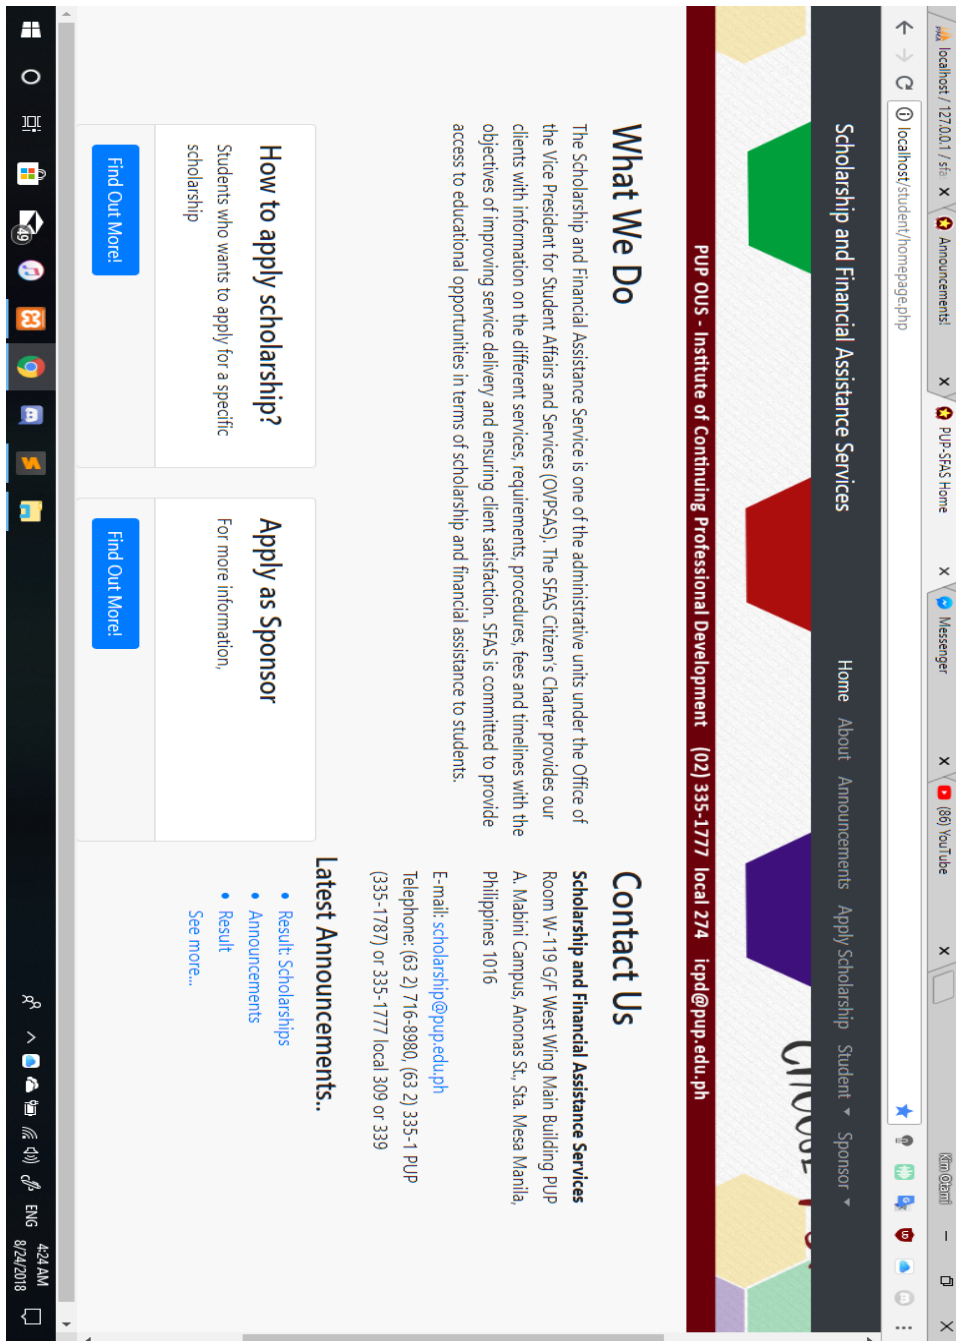 localhost / 127.0.0.1 / sfa
Announcements!
PUP-SFAS Home
Messenger
(86) YouTube
Kim Otami
localhost/student/homepage.php
Scholarship and Financial Assistance Services
Home About Announcements Apply Scholarship Student Sponsor
PUP OUS - Institute of Continuing Professional Development (02) 335-1777 local 274 icpd@pup.edu.ph
What We Do
The Scholarship and Financial Assistance Service is one of the administrative units under the Office of
the Vice President for Student Affairs and Services (OVPSAS). The SFAS Citizen's Charter provides our
clients with information on the different services, requirements, procedures, fees and timelines with the
objectives of improving service delivery and ensuring client satisfaction. SFAS is committed to provide
access to educational opportunities in terms of scholarship and financial assistance to students.
Contact Us
Scholarship and Financial Assistance Services
Room W-119 G/F West Wing Main Building PUP
A. Mabini Campus, Anonas St., Sta. Mesa Manila,
Philippines 1016
E-mail: scholarship@pup.edu.ph
Telephone: (63 2) 716-8980, (63 2) 335-1 PUP
(335-1787) or 335-1777 local 309 or 339
How to apply scholarship?
Students who wants to apply for a specific
scholarship
Find Out More!
Apply as Sponsor
For more information,
Find Out More!
Latest Announcements..
Result: Scholarships
Announcements
Result
See more...
49
ENG
4:24 AM
8/24/2018